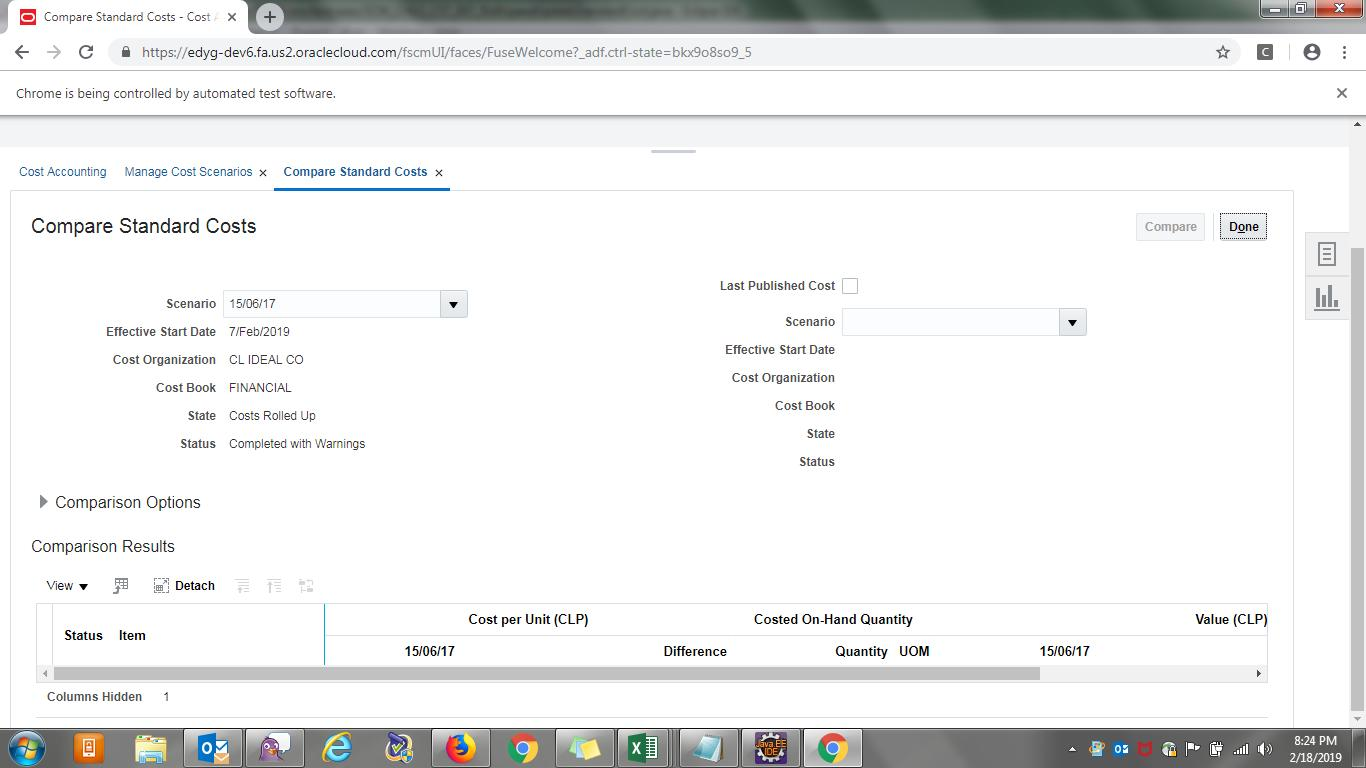 Compare Standard Costs - Cost A
https://edyg-dev6.fa.us2.oraclecloud.com/fscmUI/faces/FuseWelcome?_adf.ctrl-state=bkx9o8so9_5
C
Chrome is being controlled by automated test software.
Cost Accounting Manage Cost Scenarios Compare Standard Costs
Compare Standard Costs
Compare Done
Scenario 15/06/17
Effective Start Date 7/Feb/2019
Cost Organization CL IDEAL CO
Cost Book FINANCIAL
State Costs Rolled Up
Status Completed with Warnings
Last Published Cost
Scenario
Effective Start Date
Cost Organization
Cost Book
State
Status
Comparison Options
Comparison Results
View Detach
Status Item Cost per Unit (CLP) Costed On-Hand Quantity Value (CLP)
15/06/17 Difference Quantity UOM 15/06/17
Columns Hidden 1
Java EE
IDE
8:24 PM
2/18/2019